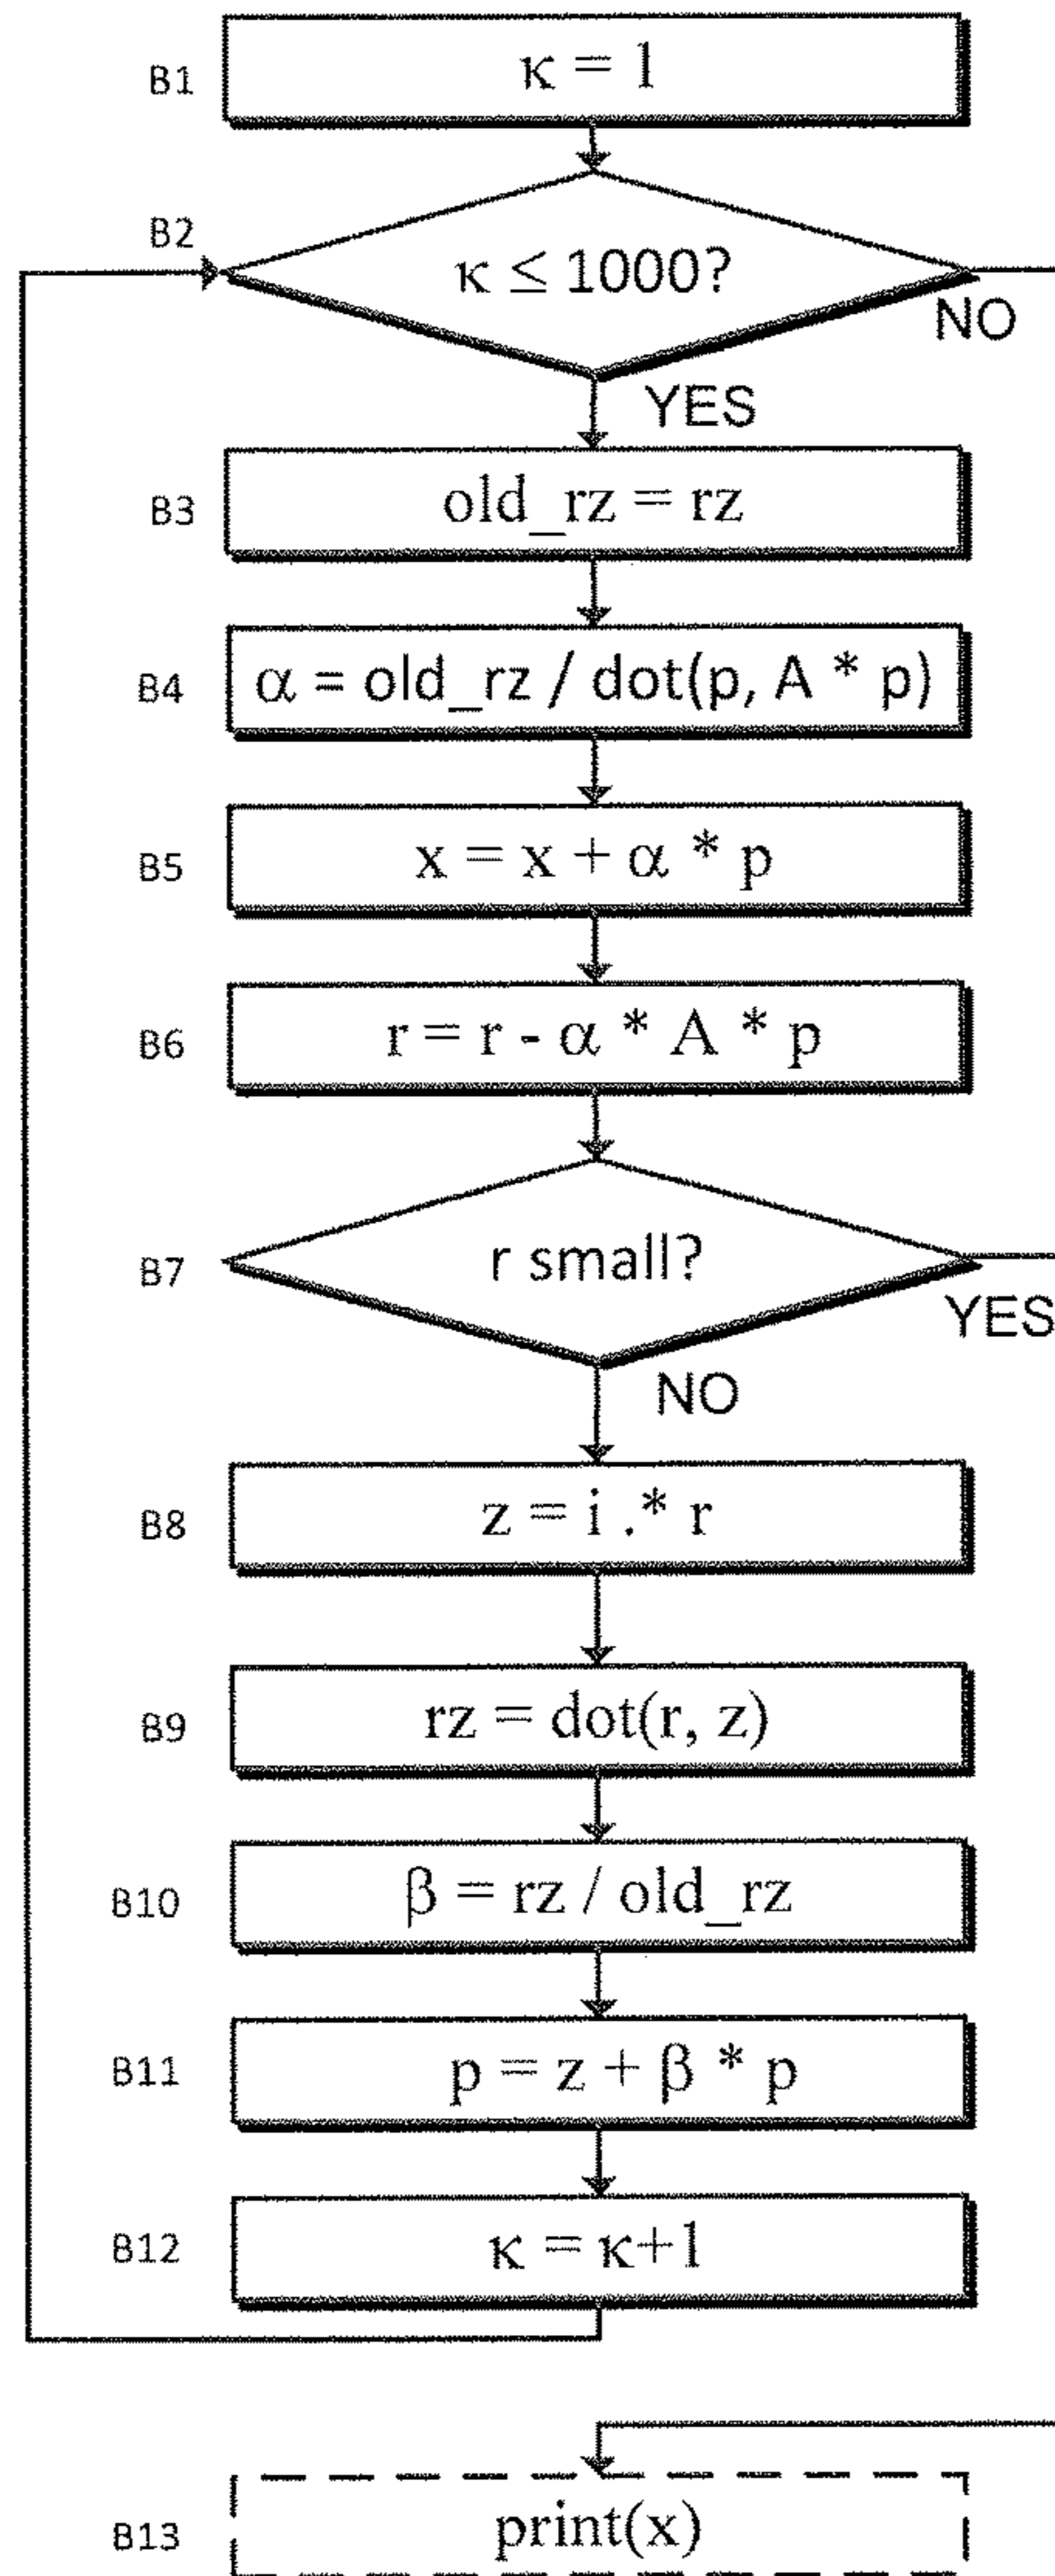 B1 κ = 1
B2 κ ≤ 1000?
NO
YES
B3 old_rz = rz
B4 α = old_rz / dot(p, A * p)
B5 x = x + α * p
B6 r = r - α * A * p
B7 r small?
YES
NO
B8 z = i .* r
B9 rz = dot(r, z)
B10 β = rz / old_rz
B11 p = z + β * p
B12 κ = κ+1
B13 print(x)